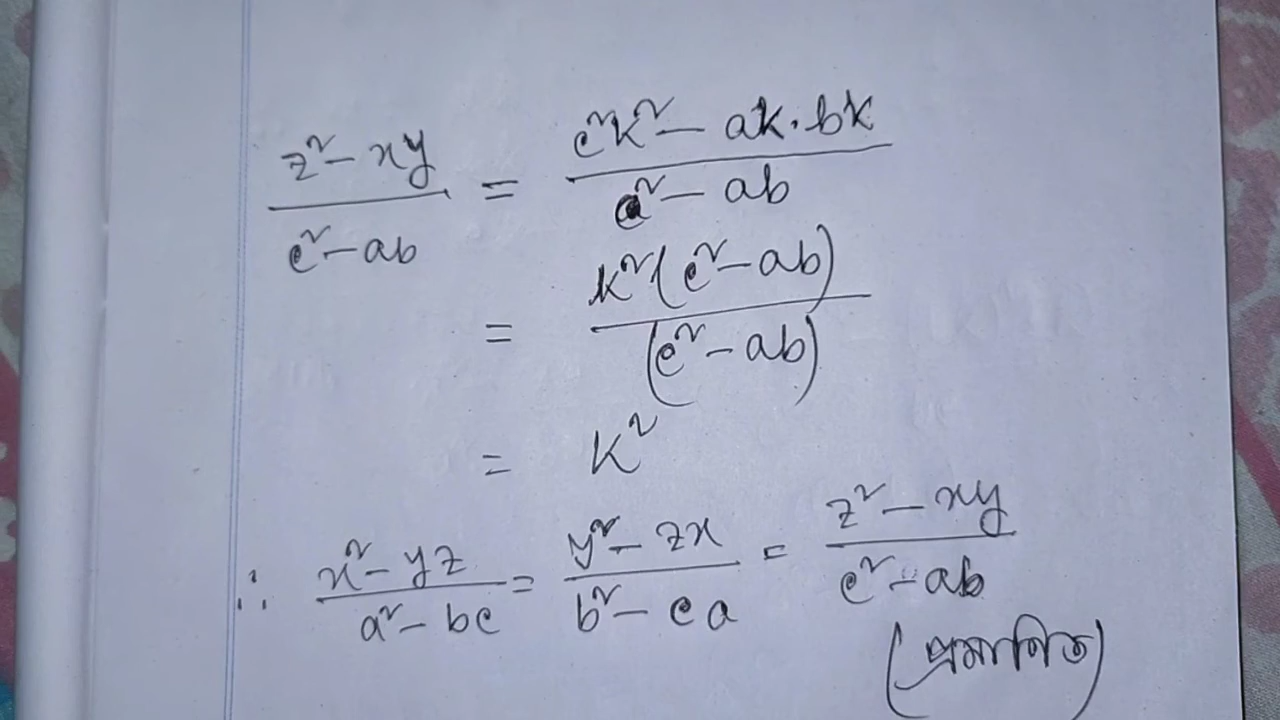 (z² - xy)/(c² - ab) = (c²k² - ak·bk)/(a² - ab)
= k²(c² - ab)/(c² - ab)
= k²
∴ (x² - yz)/(a² - bc) = (y² - zx)/(b² - ca) = (z² - xy)/(c² - ab)
(প্রমাণিত)